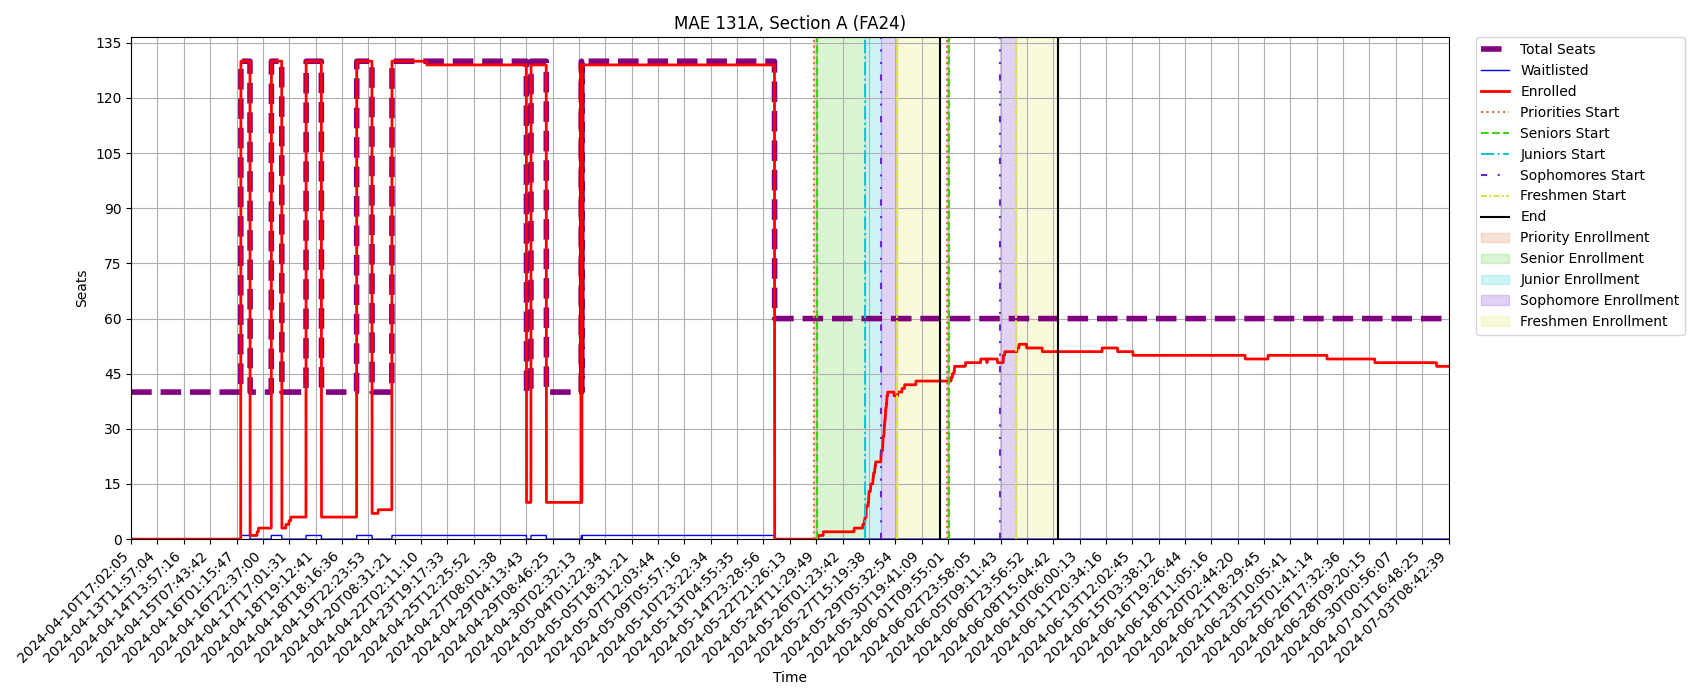 MAE 131A, Section A (FA24)
135
120
105
90
75
60
45
30
15
0
Seats
2024-04-10T17:02:05
2024-04-13T11:57:04
2024-04-14T13:57:16
2024-04-15T07:43:42
2024-04-16T01:15:47
2024-04-16T22:37:00
2024-04-17T17:01:31
2024-04-18T19:12:41
2024-04-18T18:16:36
2024-04-19T22:23:53
2024-04-20T08:31:21
2024-04-22T02:11:10
2024-04-23T19:17:33
2024-04-25T12:25:52
2024-04-27T08:01:38
2024-04-29T04:13:43
2024-04-29T08:46:25
2024-04-30T02:32:13
2024-05-04T01:22:34
2024-05-05T18:31:21
2024-05-07T12:03:44
2024-05-09T05:57:16
2024-05-10T23:22:34
2024-05-13T04:55:35
2024-05-14T23:28:56
2024-05-22T21:26:13
2024-05-24T11:29:49
2024-05-26T01:23:42
2024-05-27T15:19:38
2024-05-29T05:32:54
2024-05-30T19:41:09
2024-06-01T09:55:01
2024-06-02T23:58:05
2024-06-05T09:11:43
2024-06-06T23:56:52
2024-06-08T15:04:42
2024-06-10T06:00:13
2024-06-11T20:34:16
2024-06-13T12:02:45
2024-06-15T03:38:12
2024-06-16T19:26:44
2024-06-18T11:05:16
2024-06-20T02:44:20
2024-06-21T18:29:45
2024-06-23T10:05:41
2024-06-25T01:41:14
2024-06-26T17:32:36
2024-06-28T09:20:15
2024-06-30T00:56:07
2024-07-01T16:48:25
2024-07-03T08:42:39
Time
Total Seats
Waitlisted
Enrolled
Priorities Start
Seniors Start
Juniors Start
Sophomores Start
Freshmen Start
End
Priority Enrollment
Senior Enrollment
Junior Enrollment
Sophomore Enrollment
Freshmen Enrollment